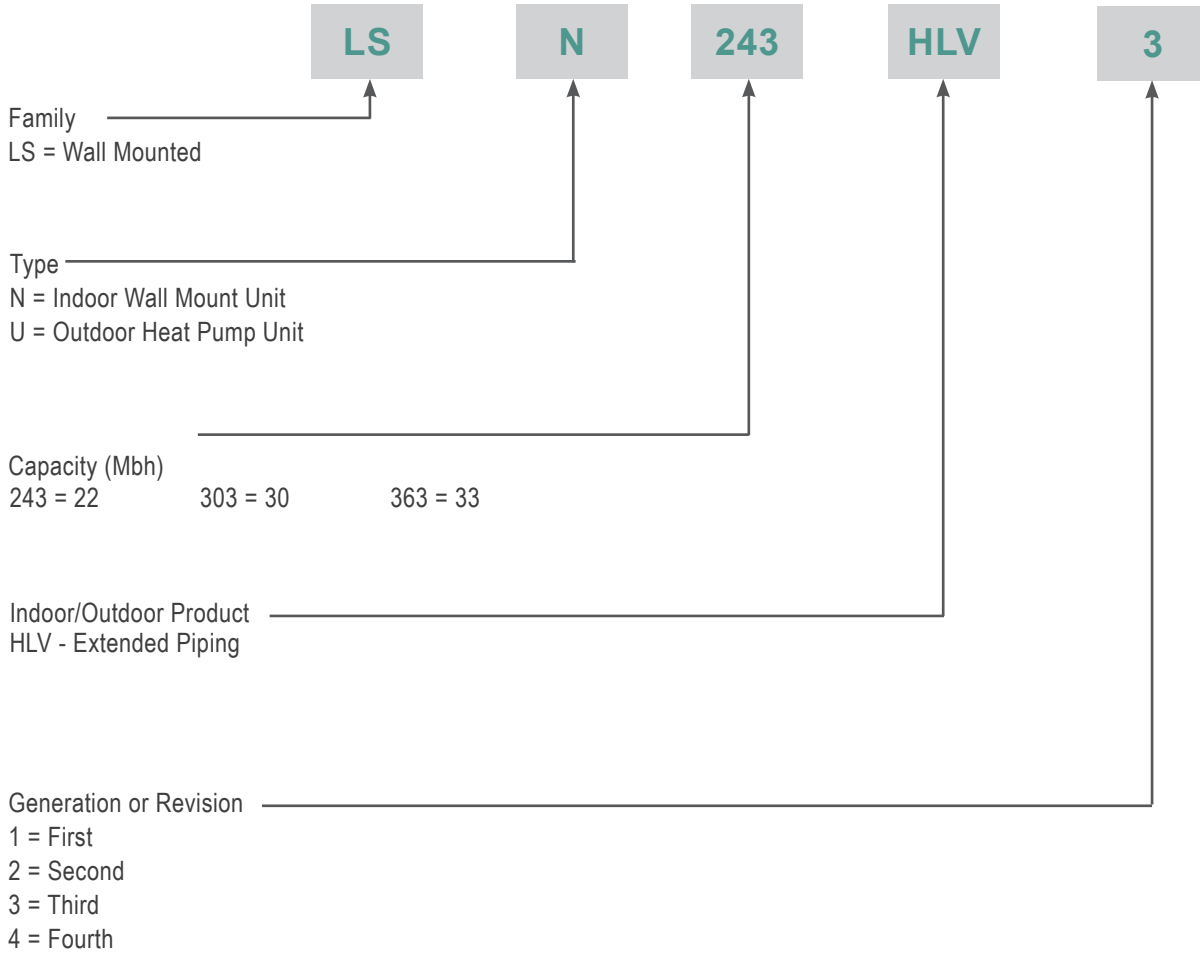 LS N 243 HLV 3
Family
LS = Wall Mounted
Type
N = Indoor Wall Mount Unit
U = Outdoor Heat Pump Unit
Capacity (Mbh)
243 = 22 303 = 30 363 = 33
Indoor/Outdoor Product
HLV - Extended Piping
Generation or Revision
1 = First
2 = Second
3 = Third
4 = Fourth